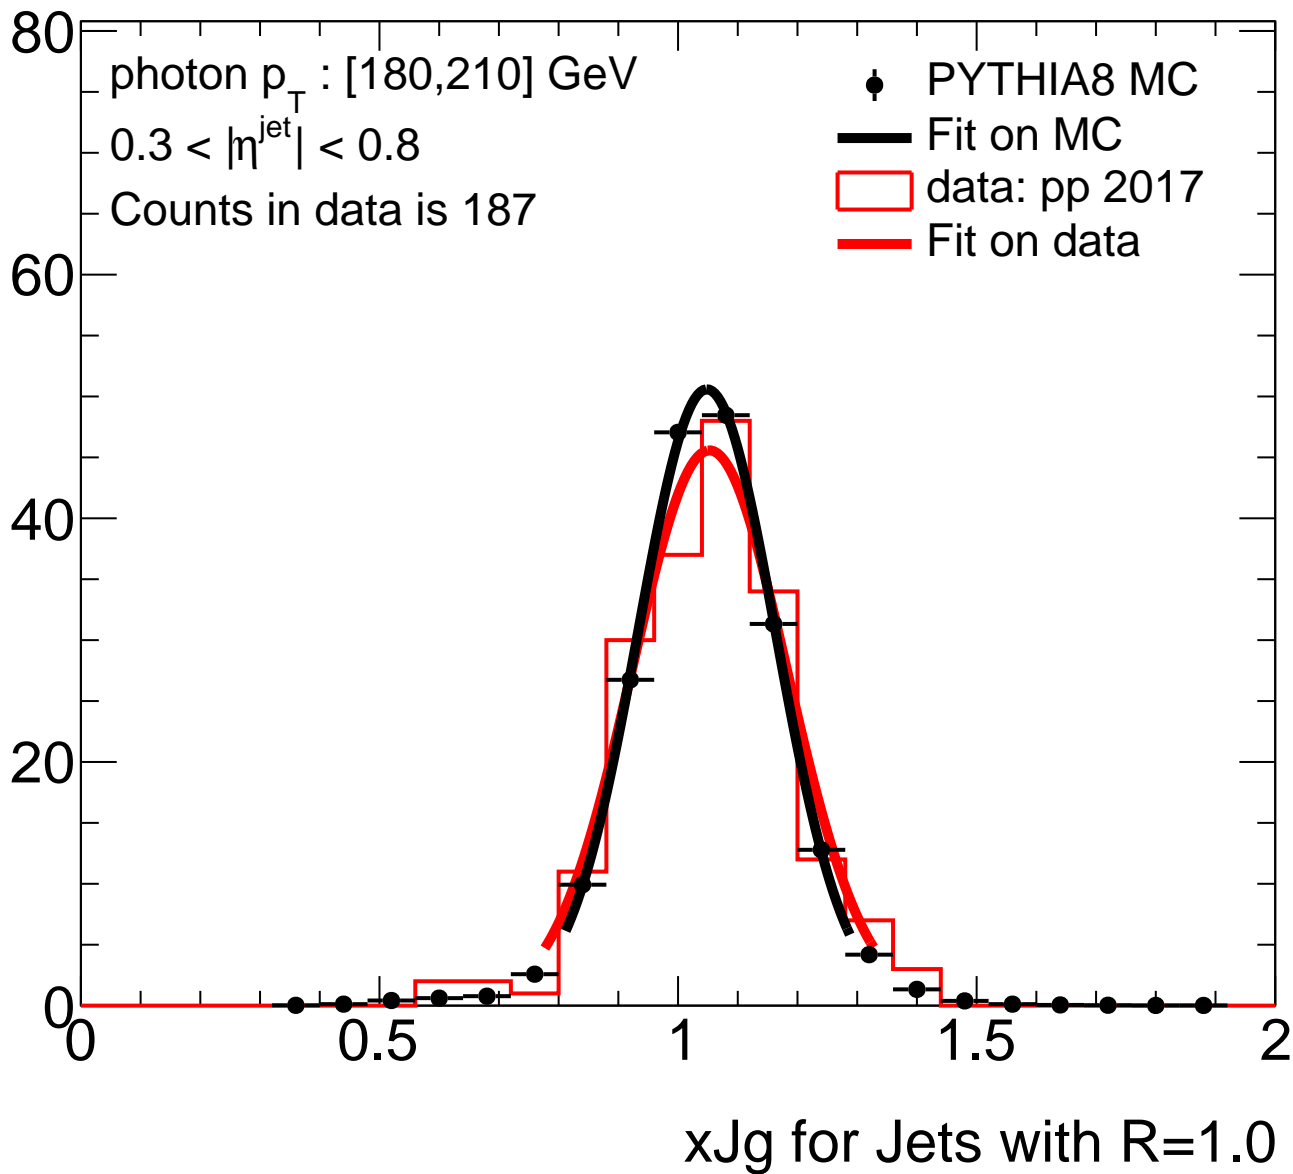 photon p_T : [180,210] GeV
0.3 < |η^jet| < 0.8
Counts in data is 187
PYTHIA8 MC
Fit on MC
data: pp 2017
Fit on data
80
60
40
20
0
0 0.5 1 1.5 2
xJg for Jets with R=1.0